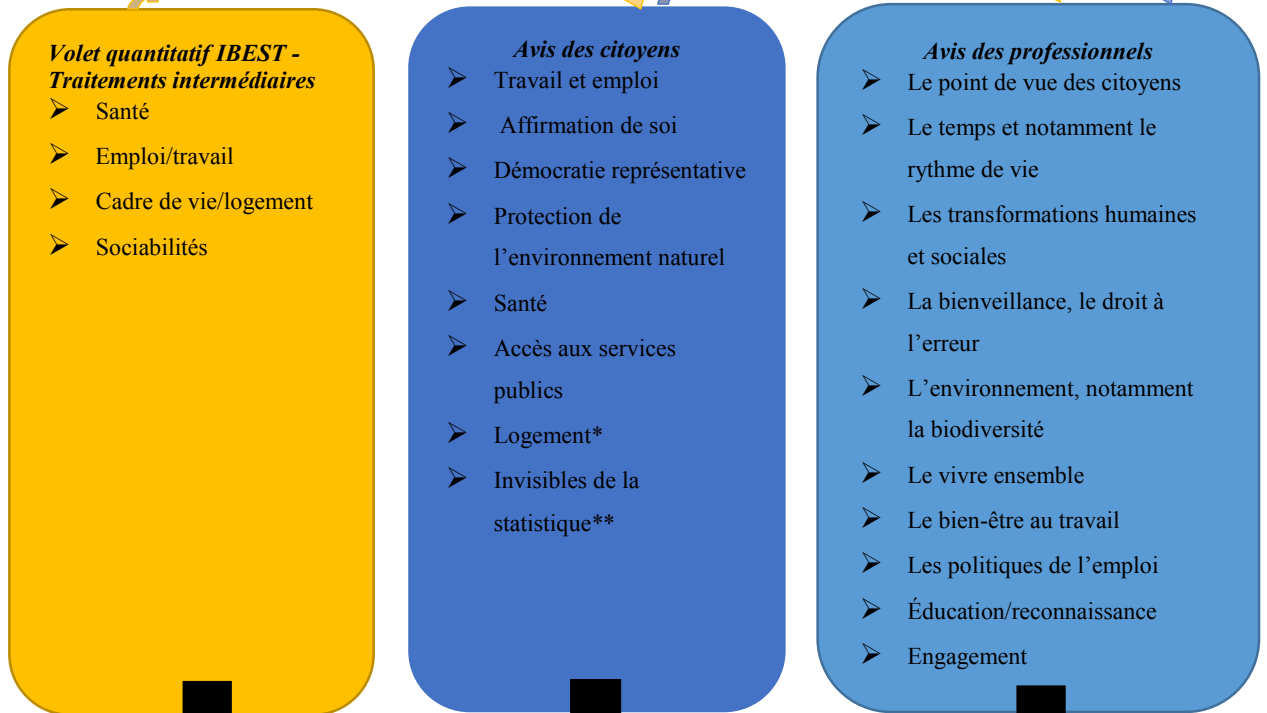 Volet quantitatif IBEST -
Traitements intermédiaires
➢ Santé
➢ Emploi/travail
➢ Cadre de vie/logement
➢ Sociabilités
Avis des citoyens
➢ Travail et emploi
➢ Affirmation de soi
➢ Démocratie représentative
➢ Protection de
l’environnement naturel
➢ Santé
➢ Accès aux services
publics
➢ Logement*
➢ Invisibles de la
statistique**
Avis des professionnels
➢ Le point de vue des citoyens
➢ Le temps et notamment le
rythme de vie
➢ Les transformations humaines
et sociales
➢ La bienveillance, le droit à
l’erreur
➢ L’environnement, notamment
la biodiversité
➢ Le vivre ensemble
➢ Le bien-être au travail
➢ Les politiques de l’emploi
➢ Éducation/reconnaissance
➢ Engagement